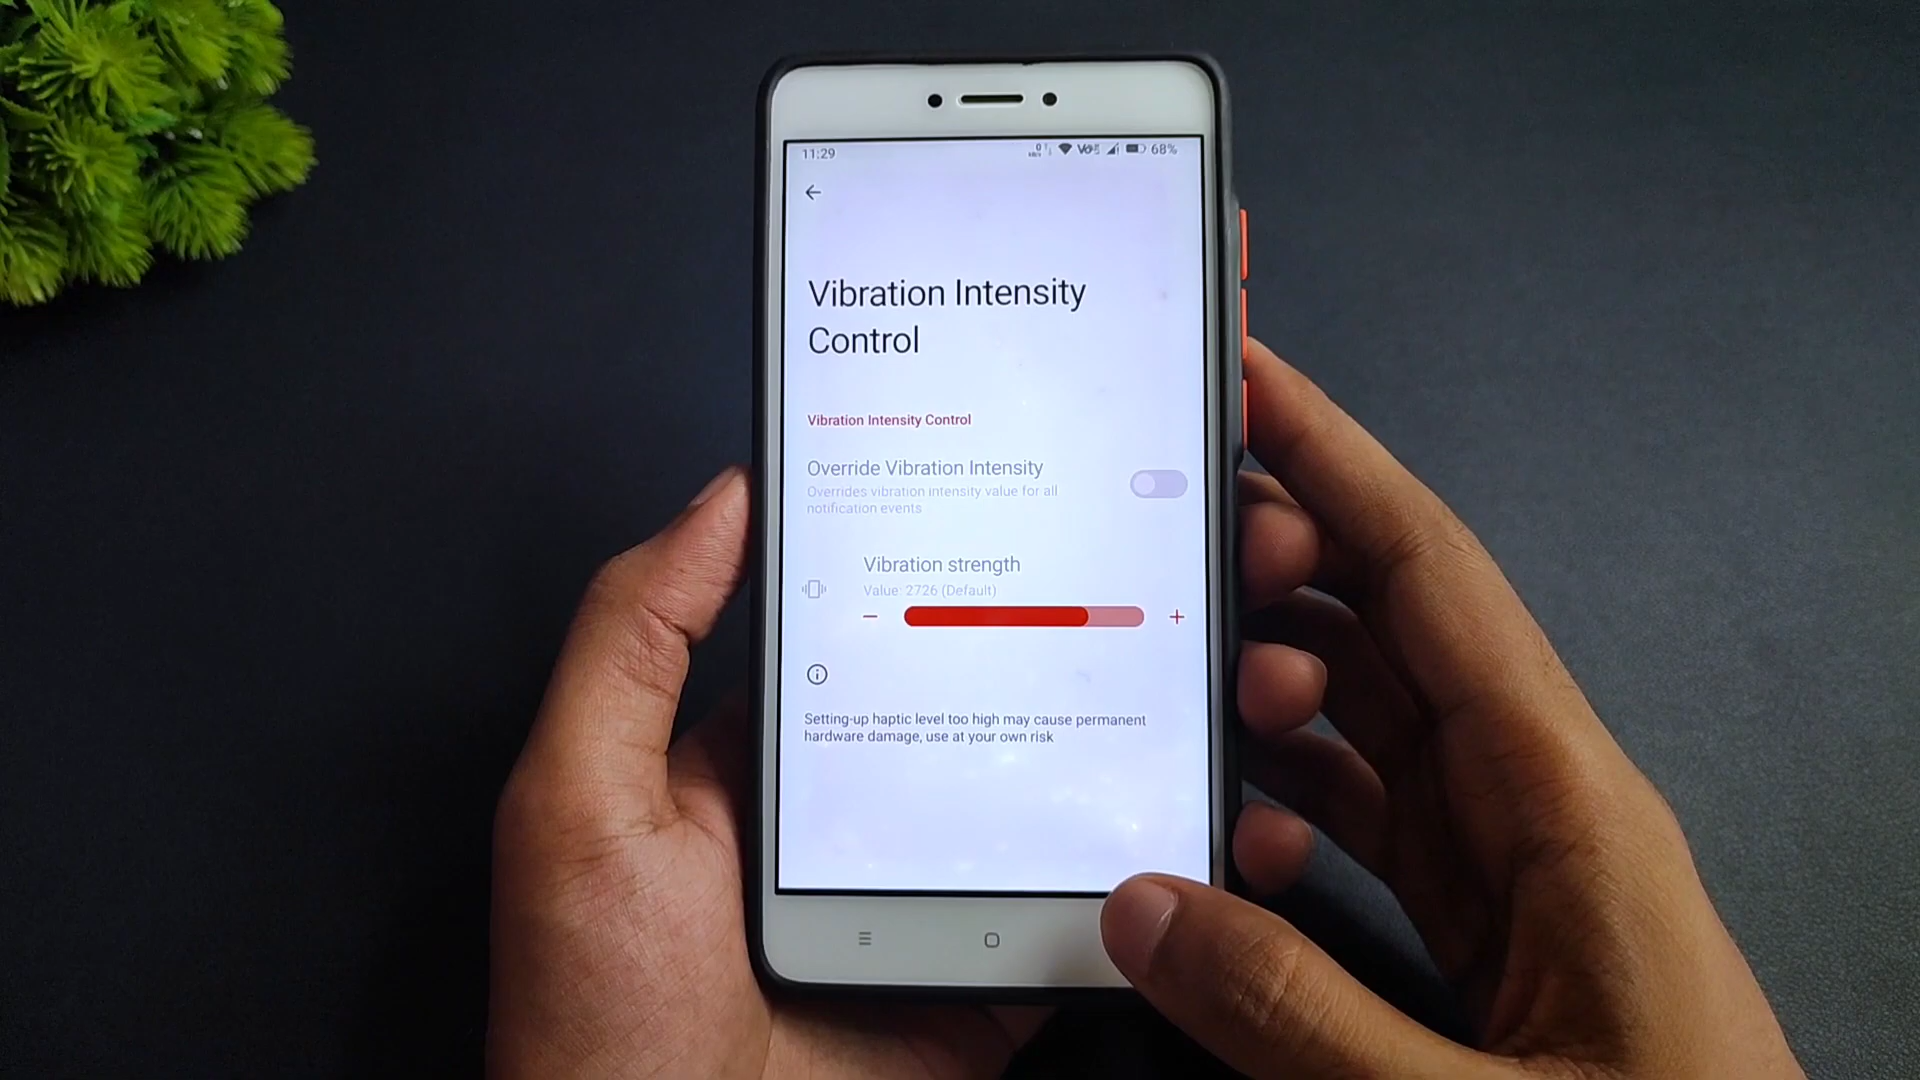 11:29
68%
Vibration Intensity
Control
Vibration Intensity Control
Override Vibration Intensity
Overrides vibration intensity value for all
notification events
Vibration strength
Value: 2726 (Default)
Setting-up haptic level too high may cause permanent
hardware damage, use at your own risk